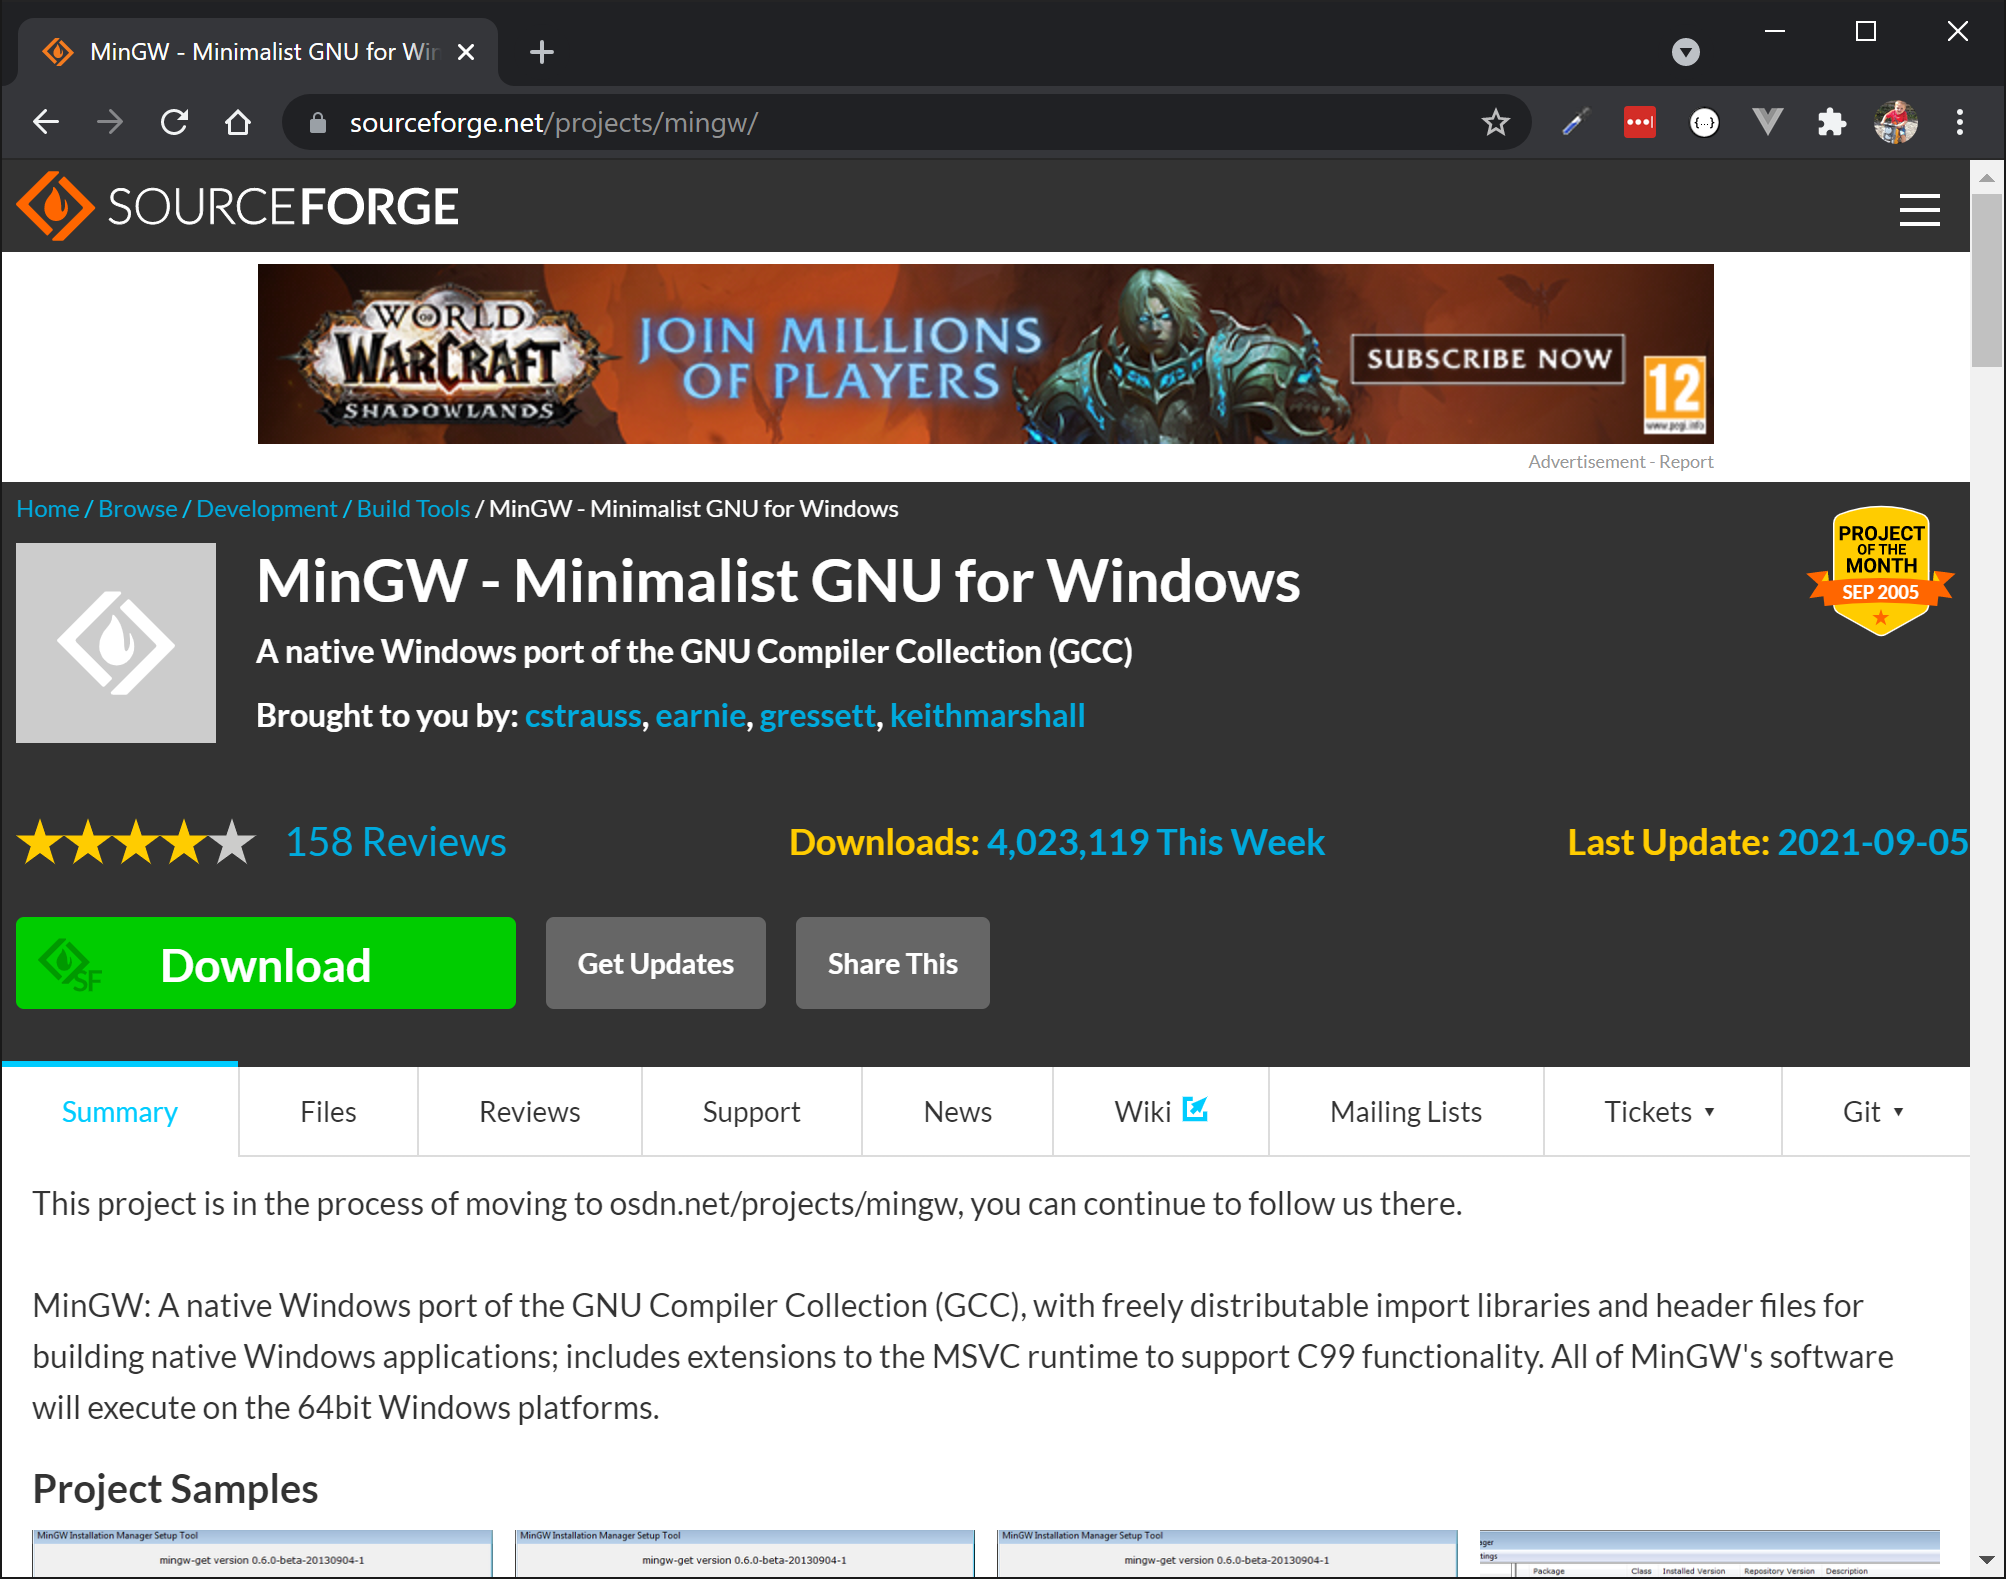 MinGW - Minimalist GNU for Win
sourceforge.net/projects/mingw/
SOURCEFORGE
WORLD OF WARCRAFT
SHADOWLANDS
JOIN MILLIONS
OF PLAYERS
SUBSCRIBE NOW
12
www.pegi.info
Advertisement - Report
Home / Browse / Development / Build Tools / MinGW - Minimalist GNU for Windows
PROJECT
OF THE
MONTH
SEP 2005
MinGW - Minimalist GNU for Windows
A native Windows port of the GNU Compiler Collection (GCC)
Brought to you by: cstrauss, earnie, gressett, keithmarshall
158 Reviews
Downloads: 4,023,119 This Week
Last Update: 2021-09-05
SF
Download
Get Updates
Share This
Summary
Files
Reviews
Support
News
Wiki
Mailing Lists
Tickets
Git
This project is in the process of moving to osdn.net/projects/mingw, you can continue to follow us there.
MinGW: A native Windows port of the GNU Compiler Collection (GCC), with freely distributable import libraries and header files for
building native Windows applications; includes extensions to the MSVC runtime to support C99 functionality. All of MinGW's software
will execute on the 64bit Windows platforms.
Project Samples
MinGW Installation Manager Setup Tool
mingw-get version 0.6.0-beta-20130904-1
MinGW Installation Manager Setup Tool
mingw-get version 0.6.0-beta-20130904-1
MinGW Installation Manager Setup Tool
mingw-get version 0.6.0-beta-20130904-1
ager
tings
Package Class Installed Version Repository Version Description